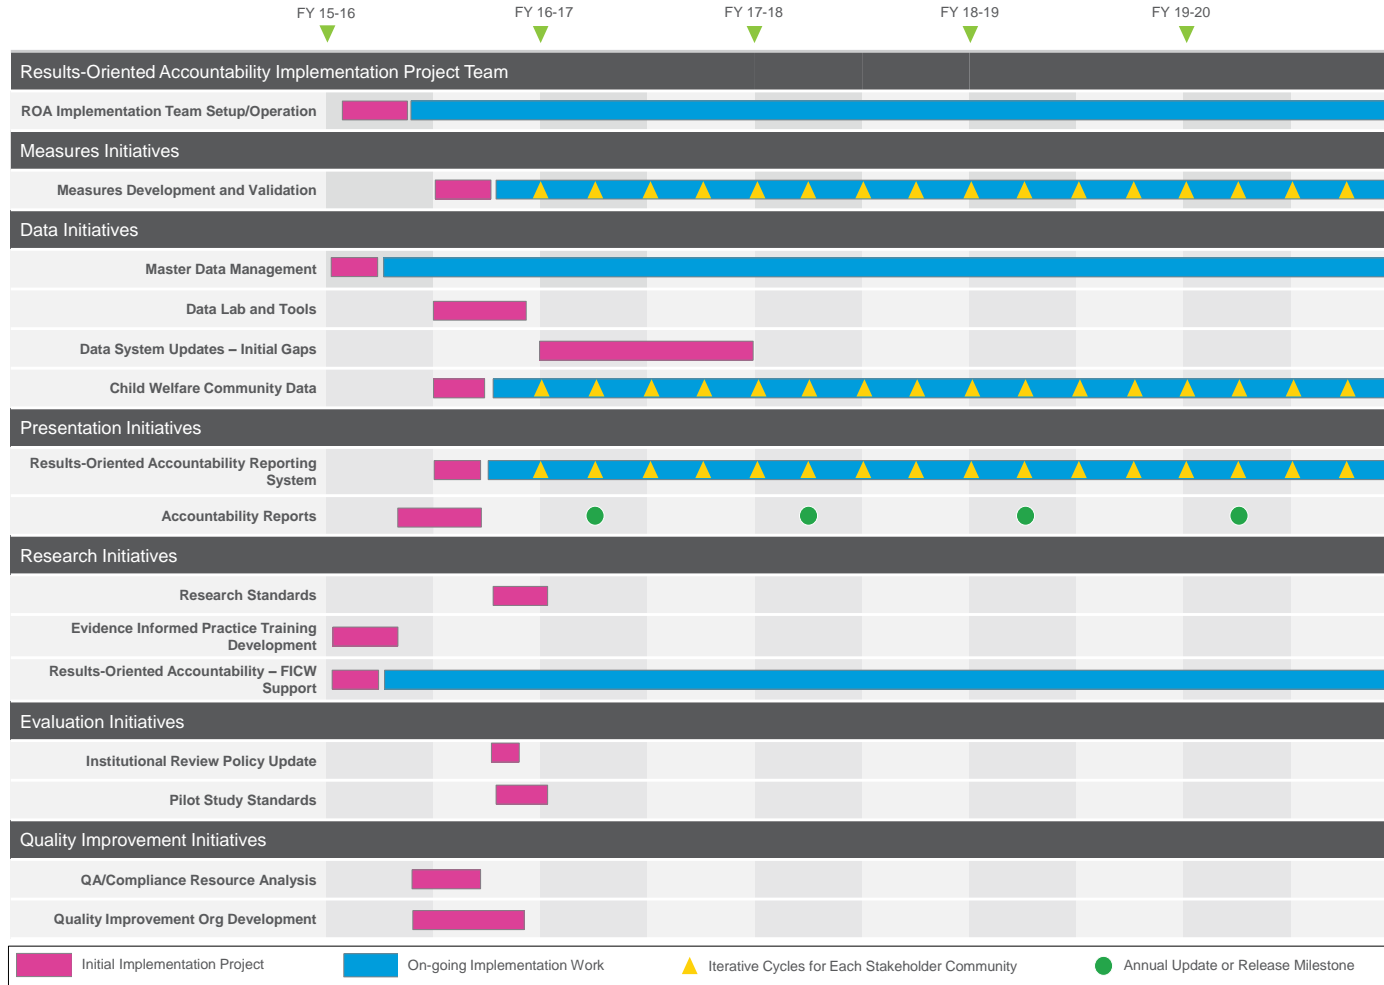 FY 15-16 FY 16-17 FY 17-18 FY 18-19 FY 19-20
Results-Oriented Accountability Implementation Project Team
ROA Implementation Team Setup/Operation
Measures Initiatives
Measures Development and Validation
Data Initiatives
Master Data Management
Data Lab and Tools
Data System Updates – Initial Gaps
Child Welfare Community Data
Presentation Initiatives
Results-Oriented Accountability Reporting
System
Accountability Reports
Research Initiatives
Research Standards
Evidence Informed Practice Training
Development
Results-Oriented Accountability – FICW
Support
Evaluation Initiatives
Institutional Review Policy Update
Pilot Study Standards
Quality Improvement Initiatives
QA/Compliance Resource Analysis
Quality Improvement Org Development
Initial Implementation Project On-going Implementation Work Iterative Cycles for Each Stakeholder Community Annual Update or Release Milestone